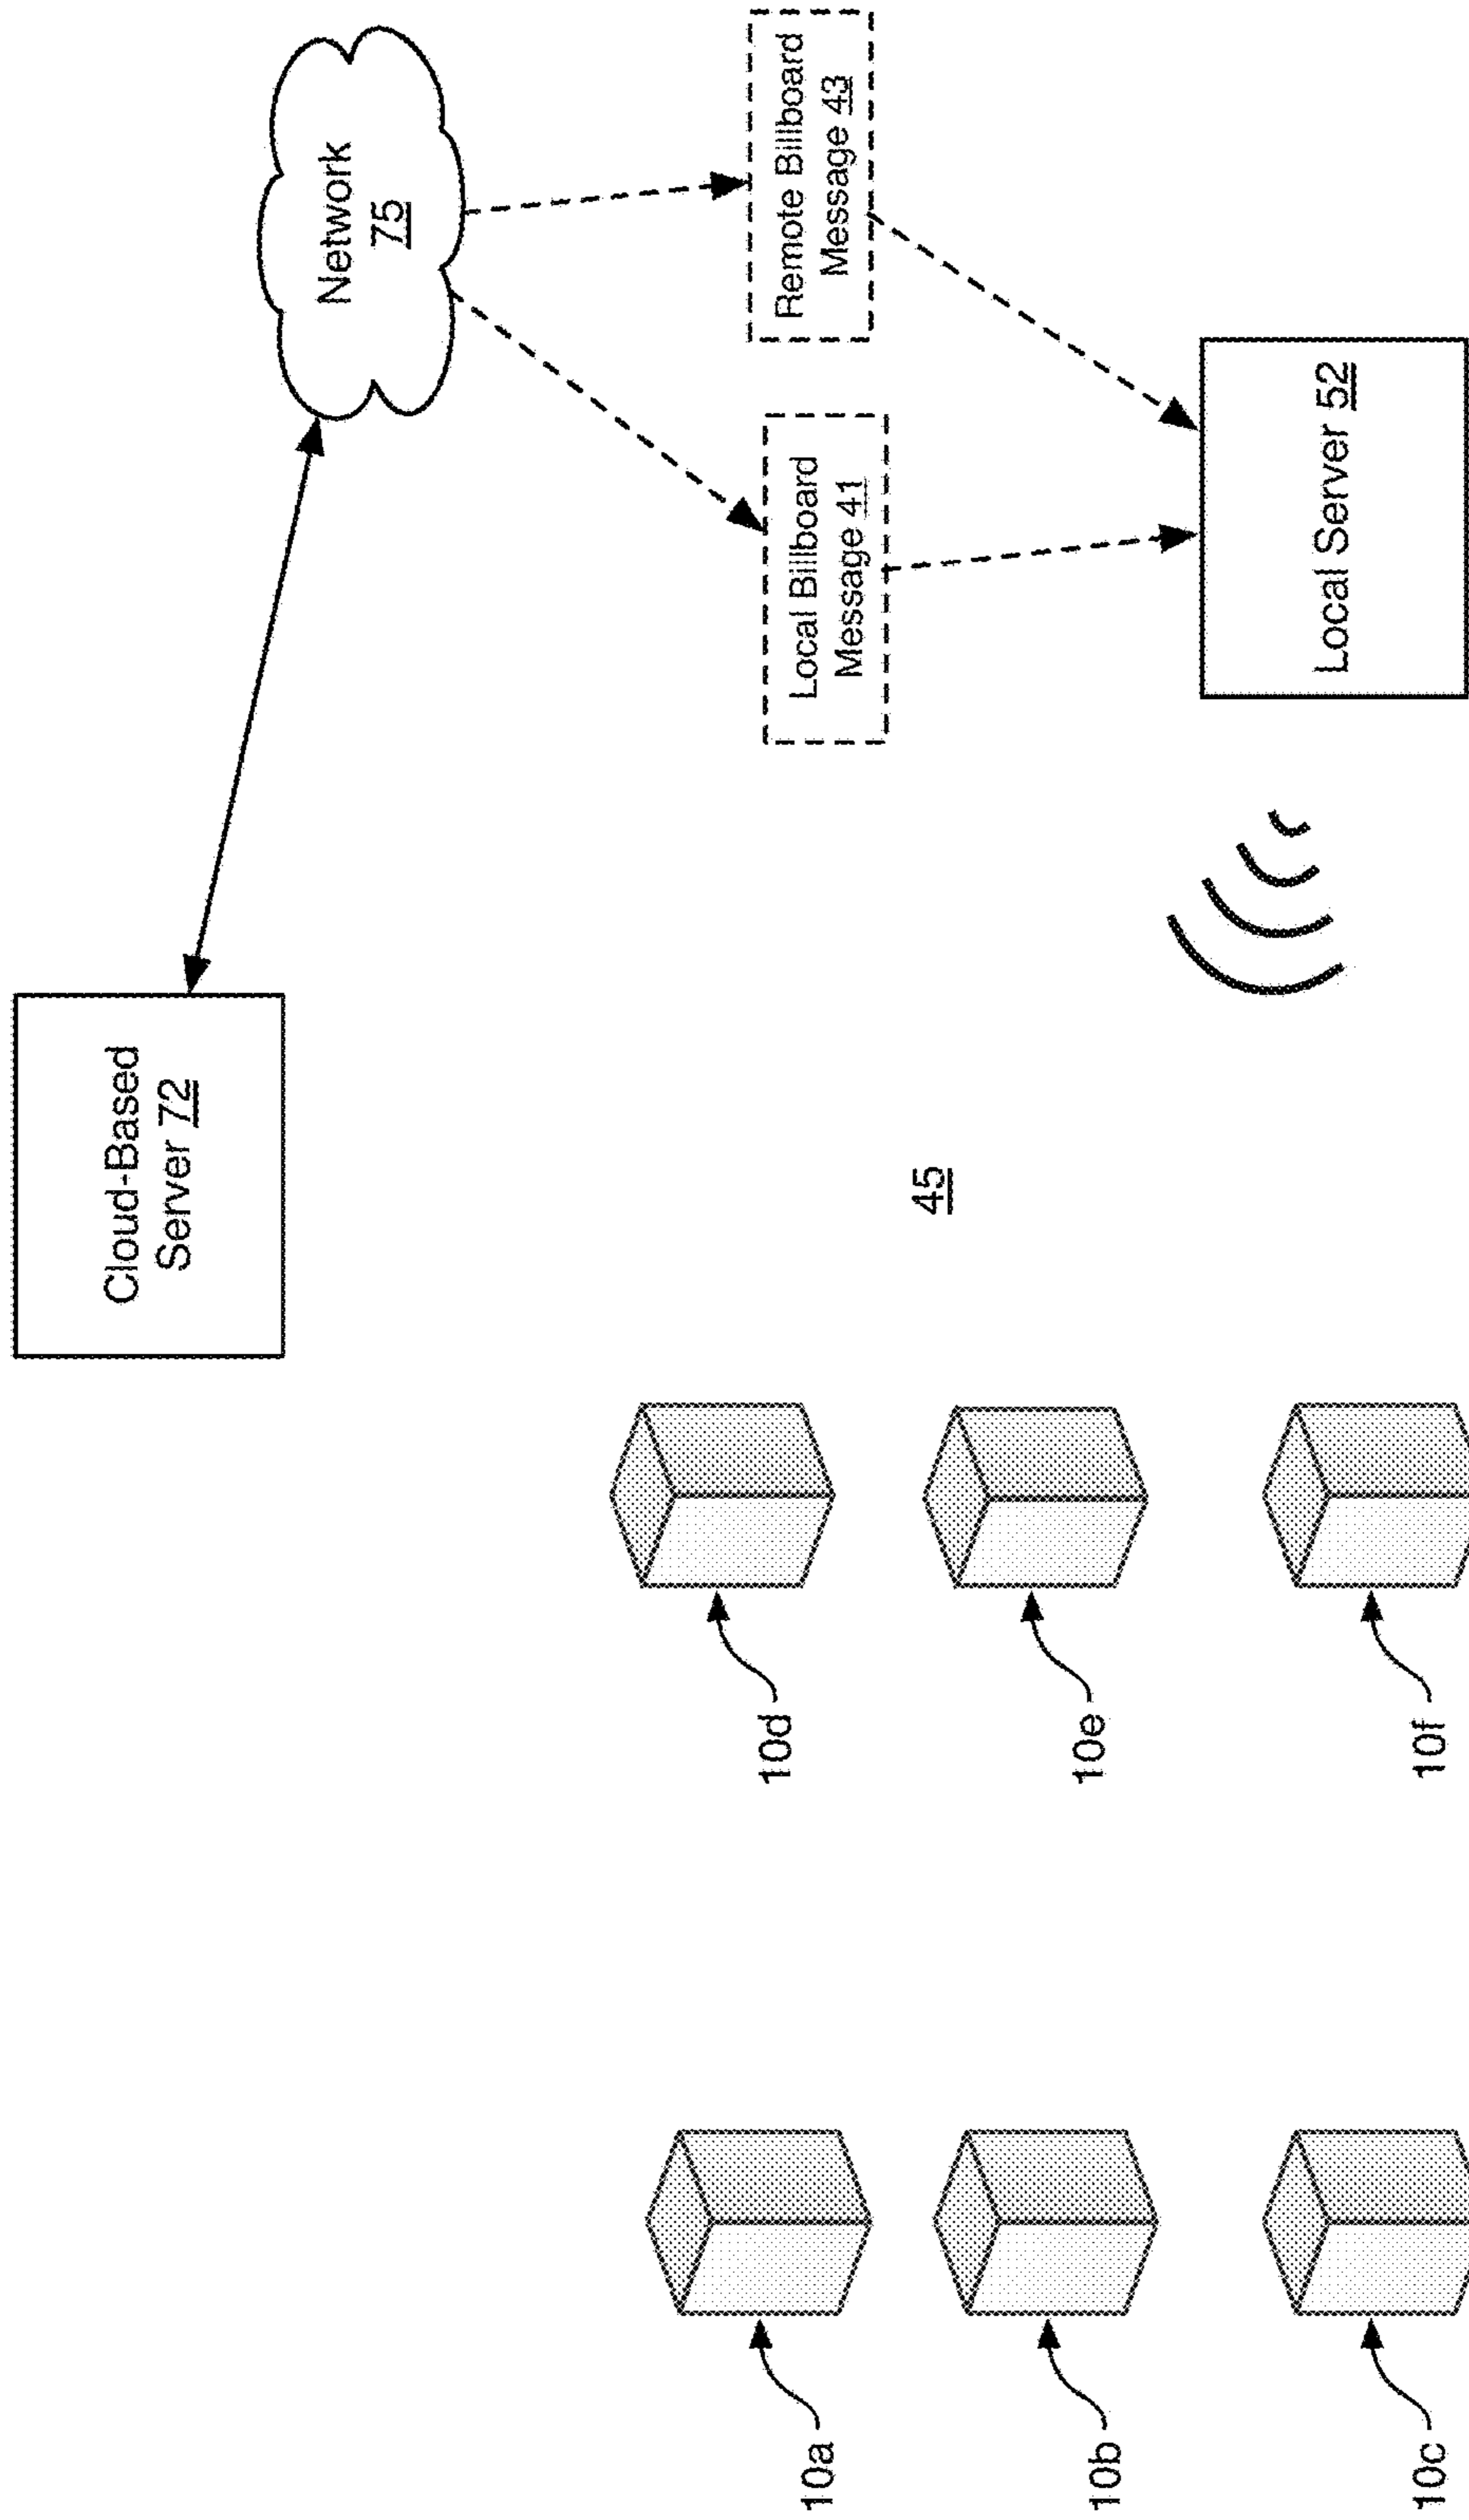 Cloud-Based
Server 72
Network
75
Local Billboard
Message 41
Remote Billboard
Message 43
45
Local Server 52
10a
10d
10b
10e
10c
10f